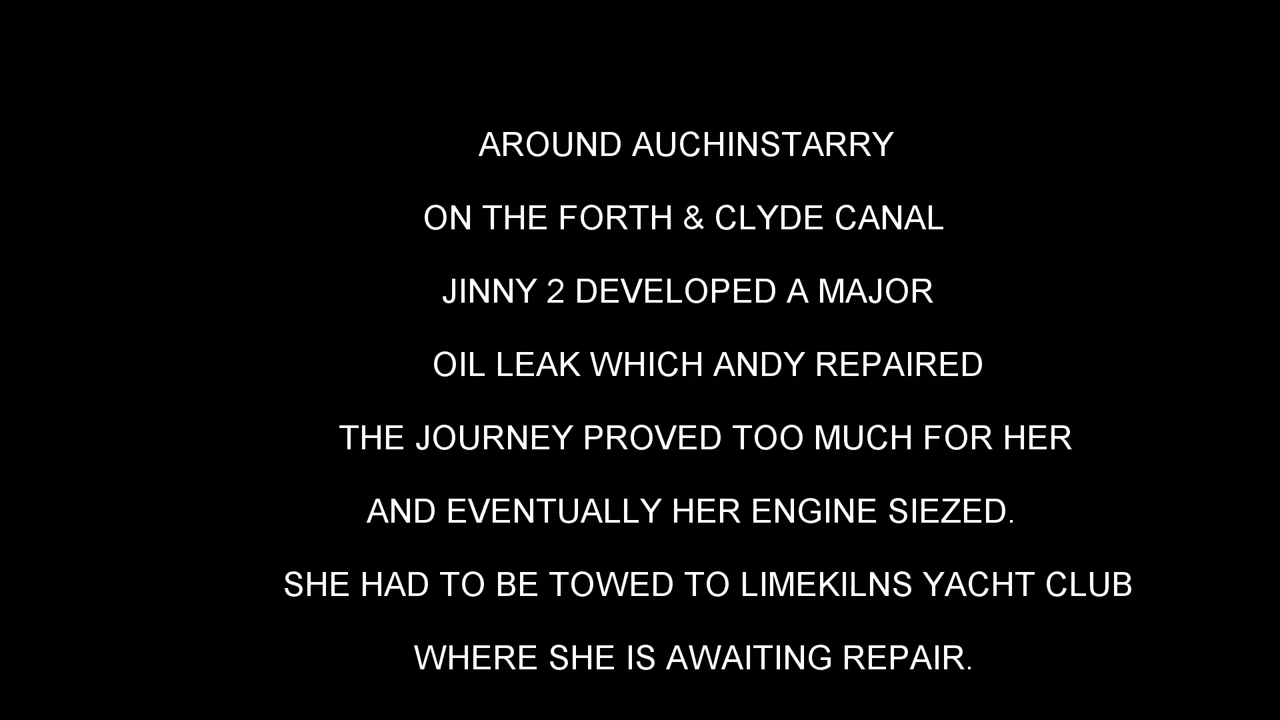 AROUND AUCHINSTARRY
ON THE FORTH & CLYDE CANAL
JINNY 2 DEVELOPED A MAJOR
OIL LEAK WHICH ANDY REPAIRED
THE JOURNEY PROVED TOO MUCH FOR HER
AND EVENTUALLY HER ENGINE SIEZED.
SHE HAD TO BE TOWED TO LIMEKILNS YACHT CLUB
WHERE SHE IS AWAITING REPAIR.